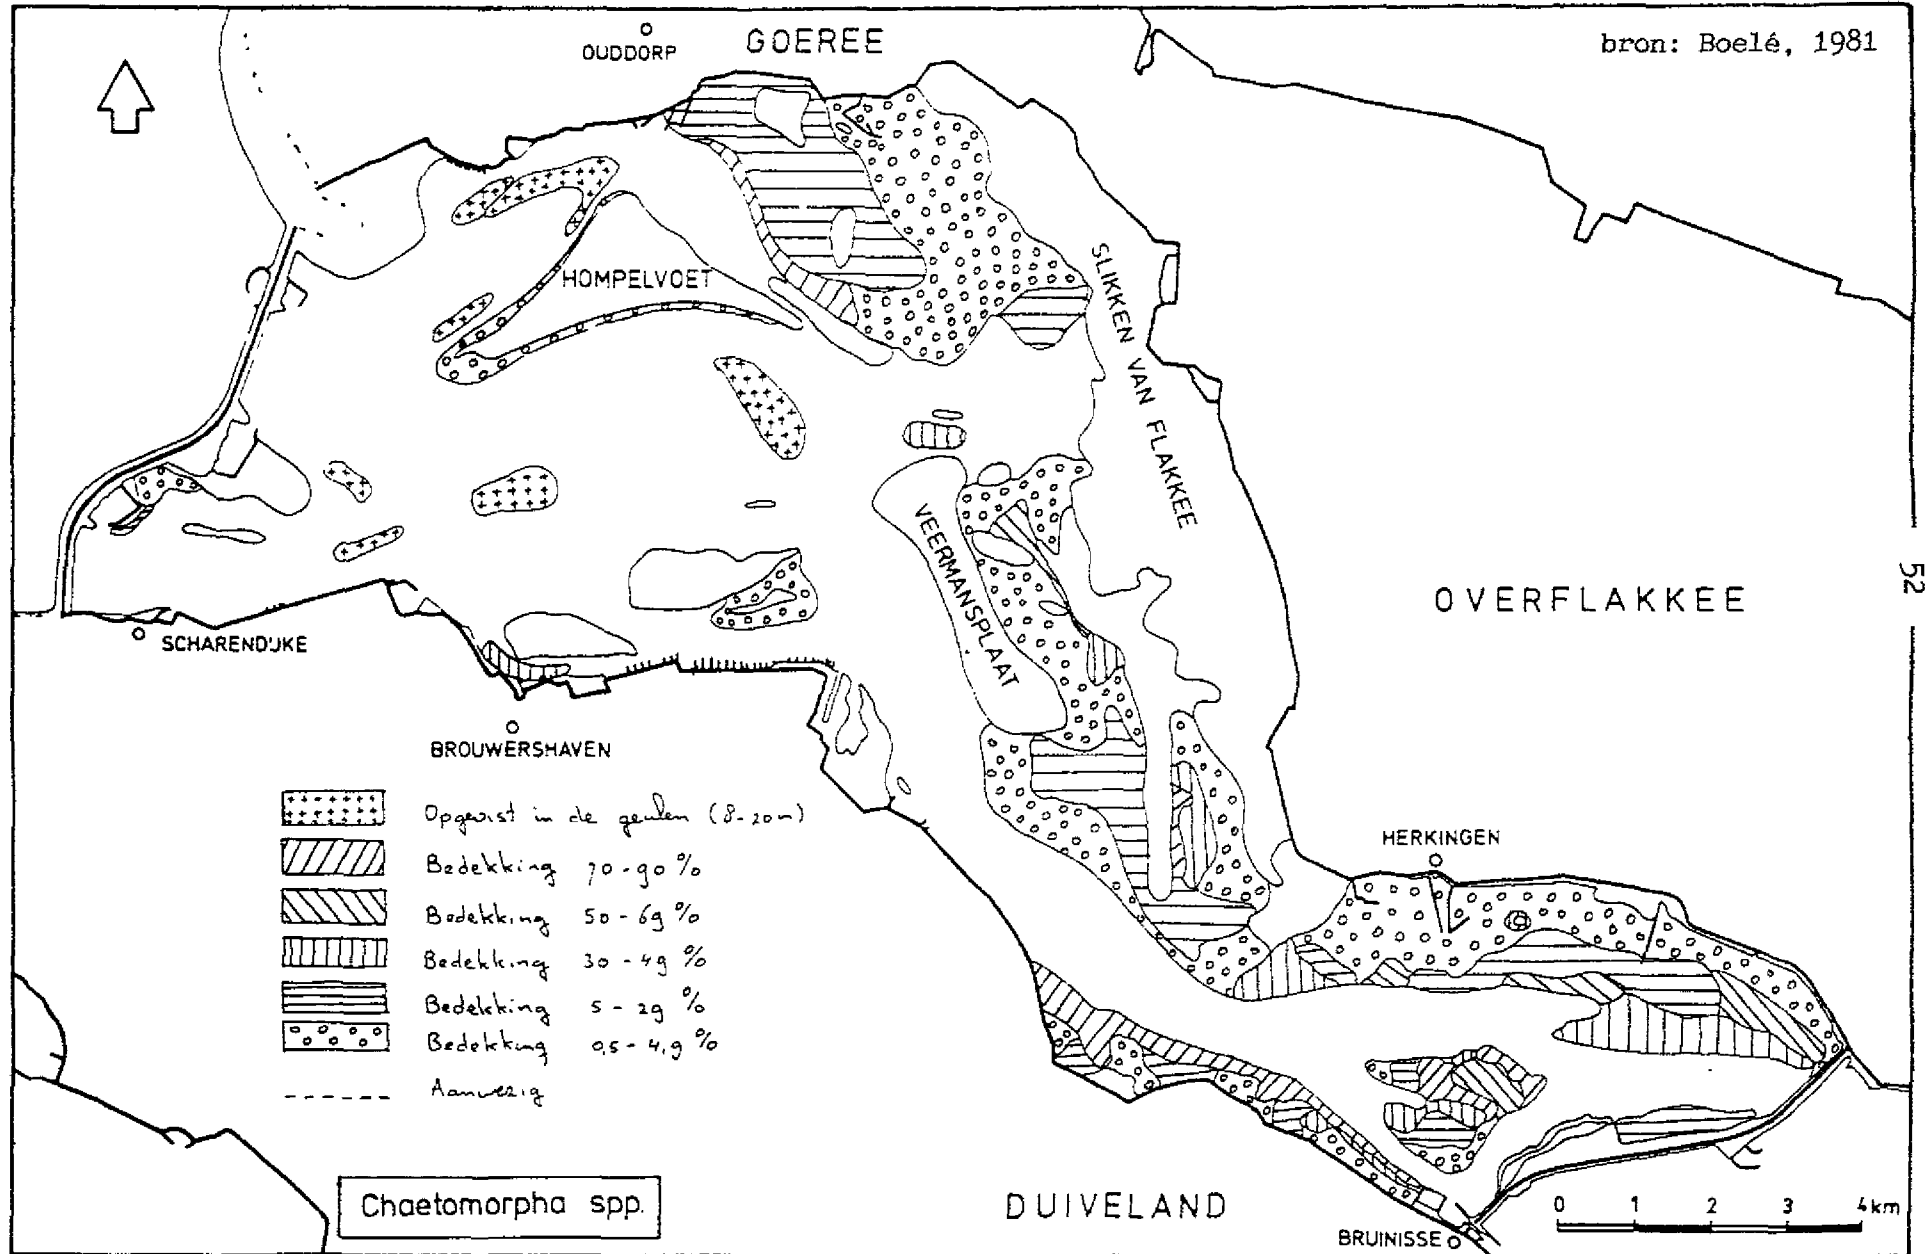 bron: Boelé, 1981
OUDDORP
GOEREE
HOMPELVOET
SLIKKEN VAN FLAKKEE
VEERMANSPLAAT
OVERFLAKKEE
52
SCHARENDIJKE
BROUWERSHAVEN
HERKINGEN
Opgevist in de geulen (8-20m)
Bedekking 70-90 %
Bedekking 50-69 %
Bedekking 30-49 %
Bedekking 5-29 %
Bedekking 0,5-4,9 %
Aanwezig
Chaetomorpha spp.
DUIVELAND
BRUINISSE
0 1 2 3 4 km